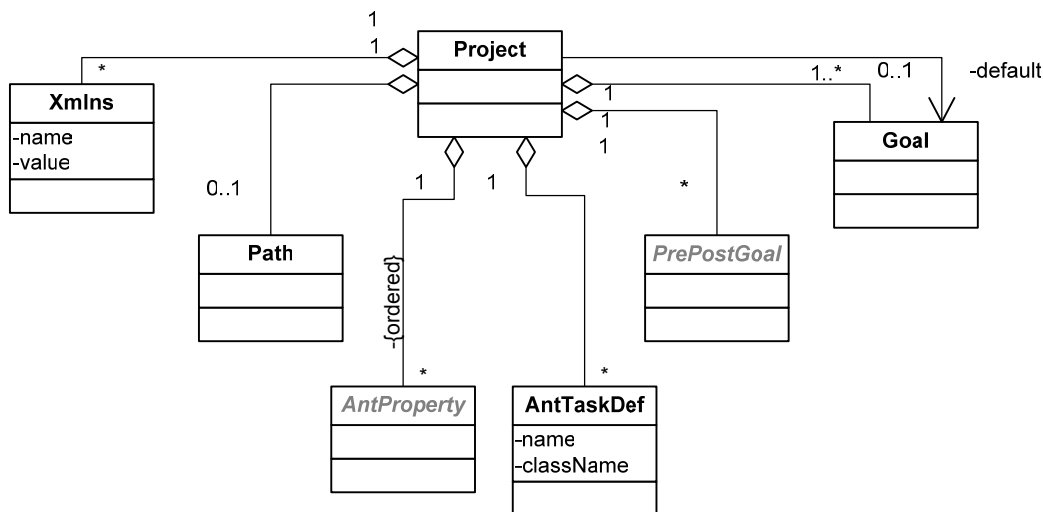 1
1
Project
*
1..*
0..1
-default
Xmlns
-name
-value
1
1
1
Goal
0..1
1
1
*
Path
PrePostGoal
-{ordered}
*
*
AntProperty
AntTaskDef
-name
-className